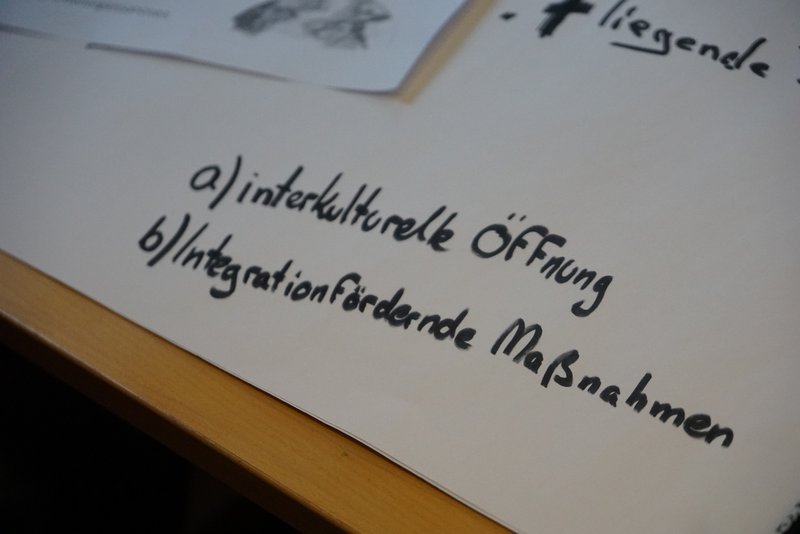 liegende
a) interkulturelle Öffnung
b) Integrationfördernde Maßnahmen